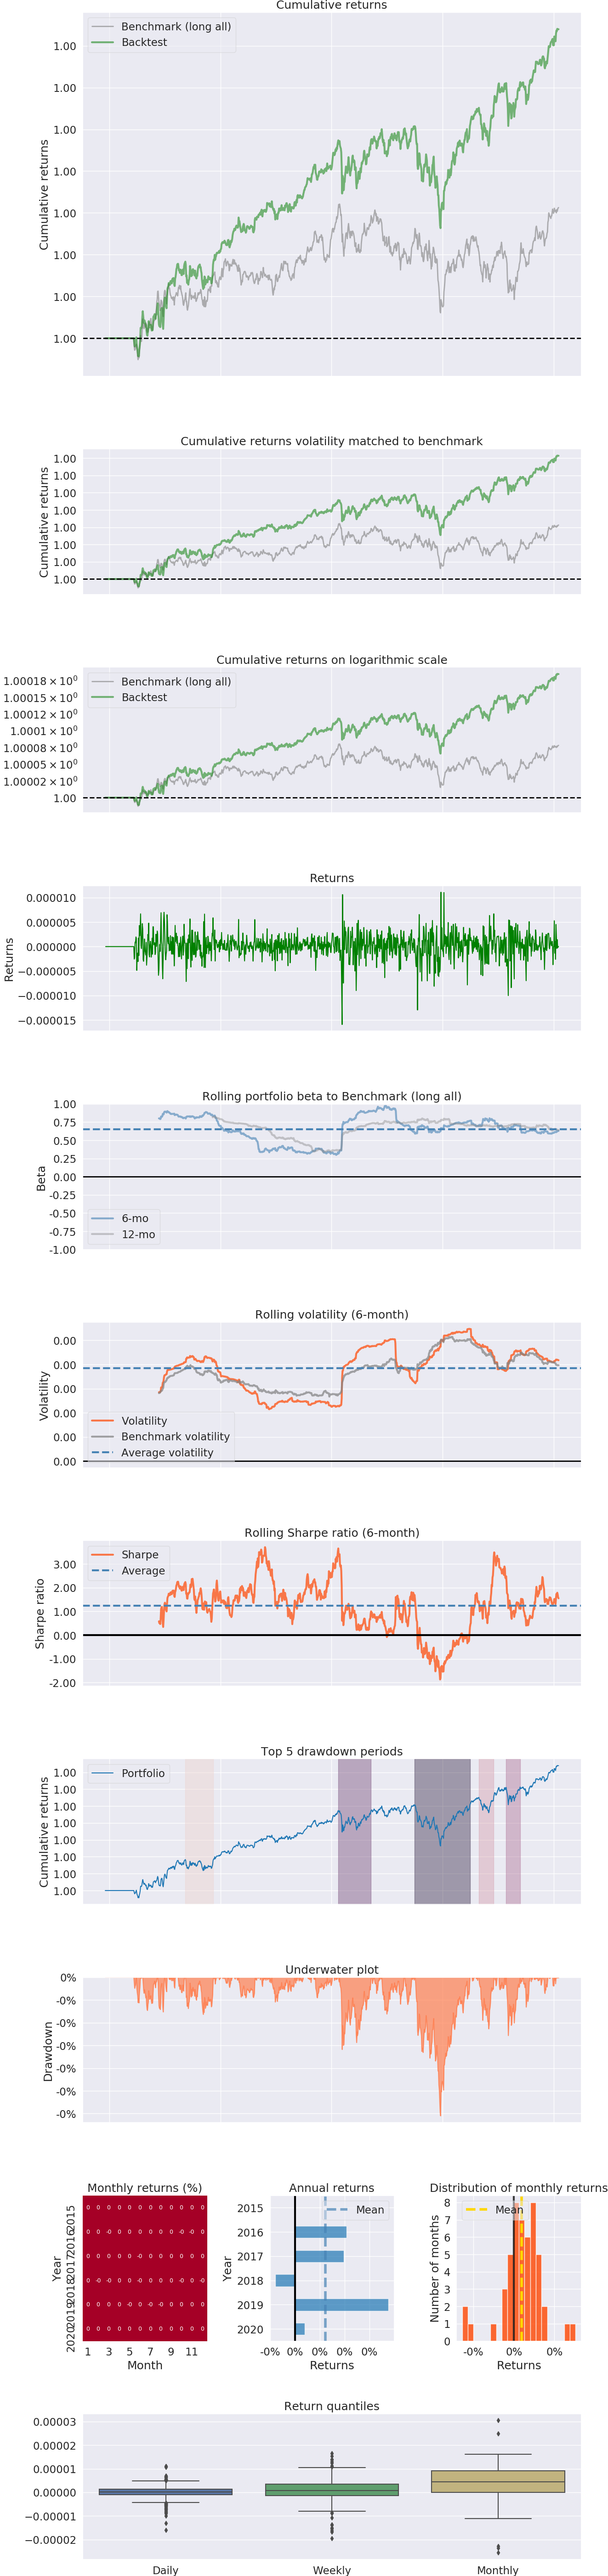 Cumulative returns
Benchmark (long all)
Backtest
1.00
1.00
1.00
1.00
1.00
1.00
1.00
1.00
Cumulative returns
Cumulative returns volatility matched to benchmark
1.00
1.00
1.00
1.00
1.00
1.00
1.00
1.00
Cumulative returns
Cumulative returns on logarithmic scale
Benchmark (long all)
Backtest
1.00018 × 10⁰
1.00015 × 10⁰
1.00012 × 10⁰
1.0001 × 10⁰
1.00008 × 10⁰
1.00005 × 10⁰
1.00002 × 10⁰
1.00
Returns
0.000010
0.000005
0.000000
−0.000005
−0.000010
−0.000015
Returns
Rolling portfolio beta to Benchmark (long all)
1.00
0.75
0.50
0.25
0.00
-0.25
-0.50
-0.75
-1.00
Beta
6-mo
12-mo
Rolling volatility (6-month)
0.00
0.00
0.00
0.00
0.00
0.00
Volatility
Volatility
Benchmark volatility
Average volatility
Rolling Sharpe ratio (6-month)
Sharpe
Average
3.00
2.00
1.00
0.00
-1.00
-2.00
Sharpe ratio
Top 5 drawdown periods
Portfolio
1.00
1.00
1.00
1.00
1.00
1.00
1.00
1.00
Cumulative returns
Underwater plot
0%
-0%
-0%
-0%
-0%
-0%
-0%
Drawdown
Monthly returns (%)
Year
2015
2016
2017
2018
2019
2020
1 3 5 7 9 11
Month
Annual returns
Mean
2015
2016
2017
2018
2019
2020
Year
-0% 0% 0% 0% 0%
Returns
Distribution of monthly returns
Mean
8
7
6
5
4
3
2
1
0
Number of months
-0% 0% 0%
Returns
Return quantiles
0.00003
0.00002
0.00001
0.00000
−0.00001
−0.00002
Daily Weekly Monthly